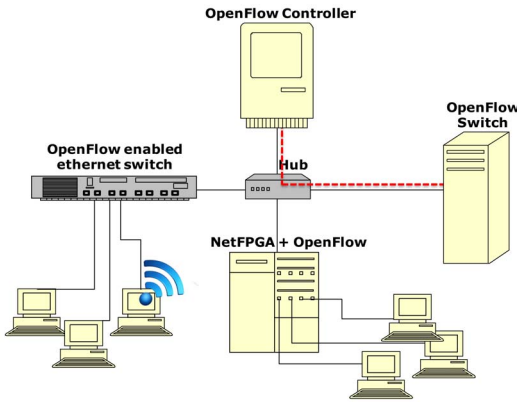 OpenFlow Controller
OpenFlow
Switch
OpenFlow enabled
ethernet switch
Hub
NetFPGA + OpenFlow